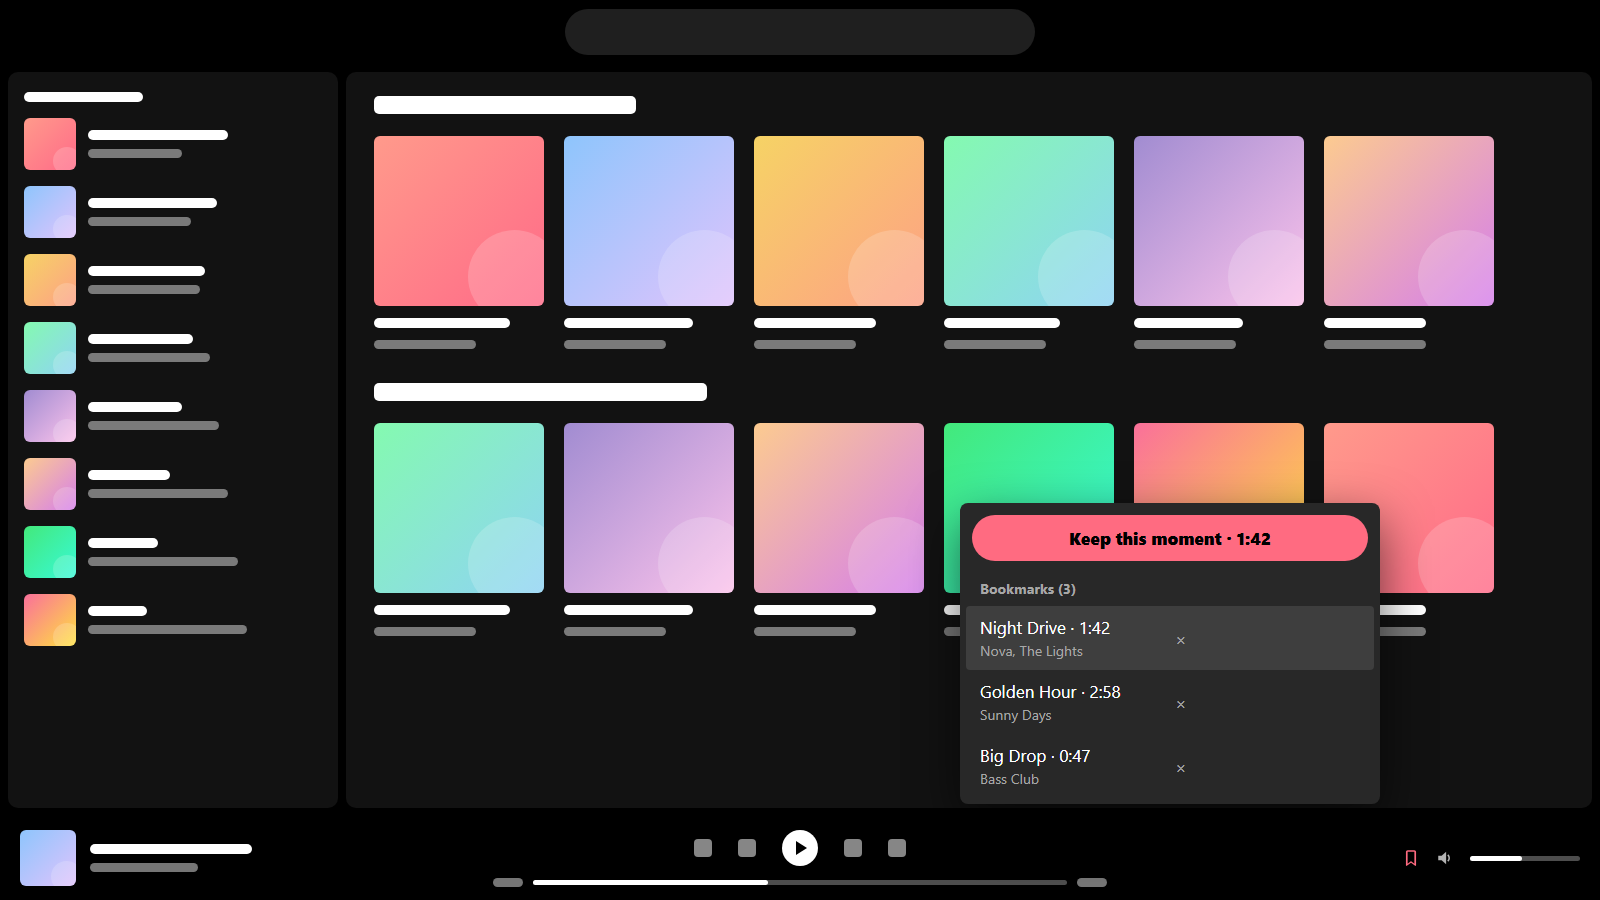 Keep this moment · 1:42
Bookmarks (3)
Night Drive · 1:42
Nova, The Lights
×
Golden Hour · 2:58
Sunny Days
×
Big Drop · 0:47
Bass Club
×